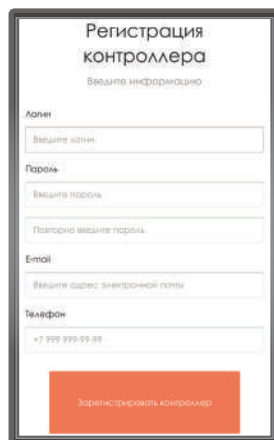 Регистрация
контроллера
Введите информацию
Логин
Введите логин
Пароль
Введите пароль
Повторно введите пароль
E-mail
Введите адрес электронной почты
Телефон
+7 999 999-99-99
Зарегистрировать контроллер